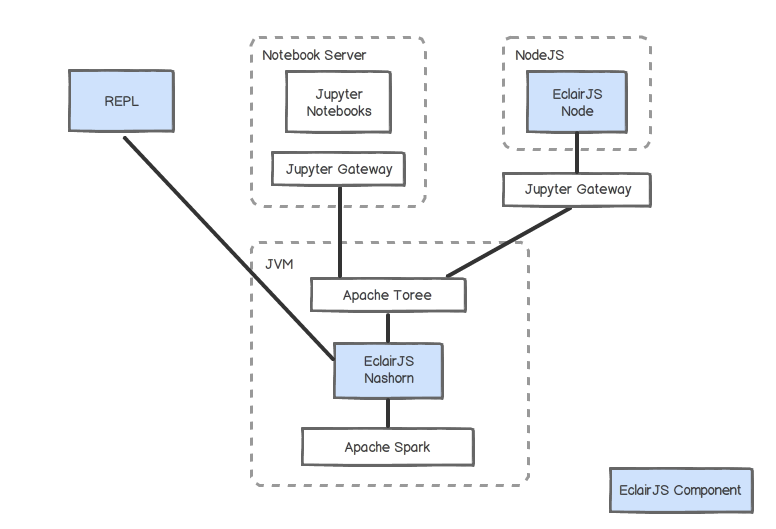 Notebook Server
NodeJS
REPL
Jupyter
Notebooks
EclairJS
Node
Jupyter Gateway
Jupyter Gateway
JVM
Apache Toree
EclairJS
Nashorn
Apache Spark
EclairJS Component